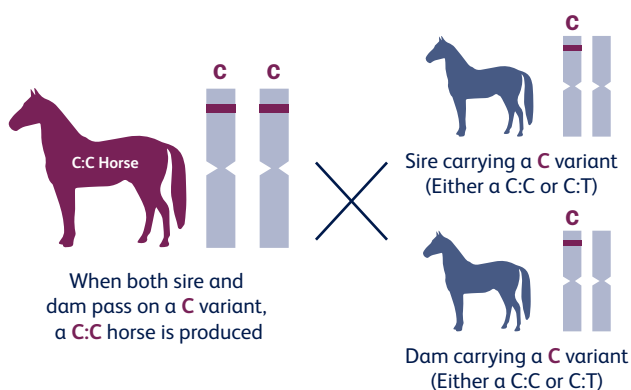 C C
C:C Horse
When both sire and
dam pass on a C variant,
a C:C horse is produced
C
Sire carrying a C variant
(Either a C:C or C:T)
C
Dam carrying a C variant
(Either a C:C or C:T)